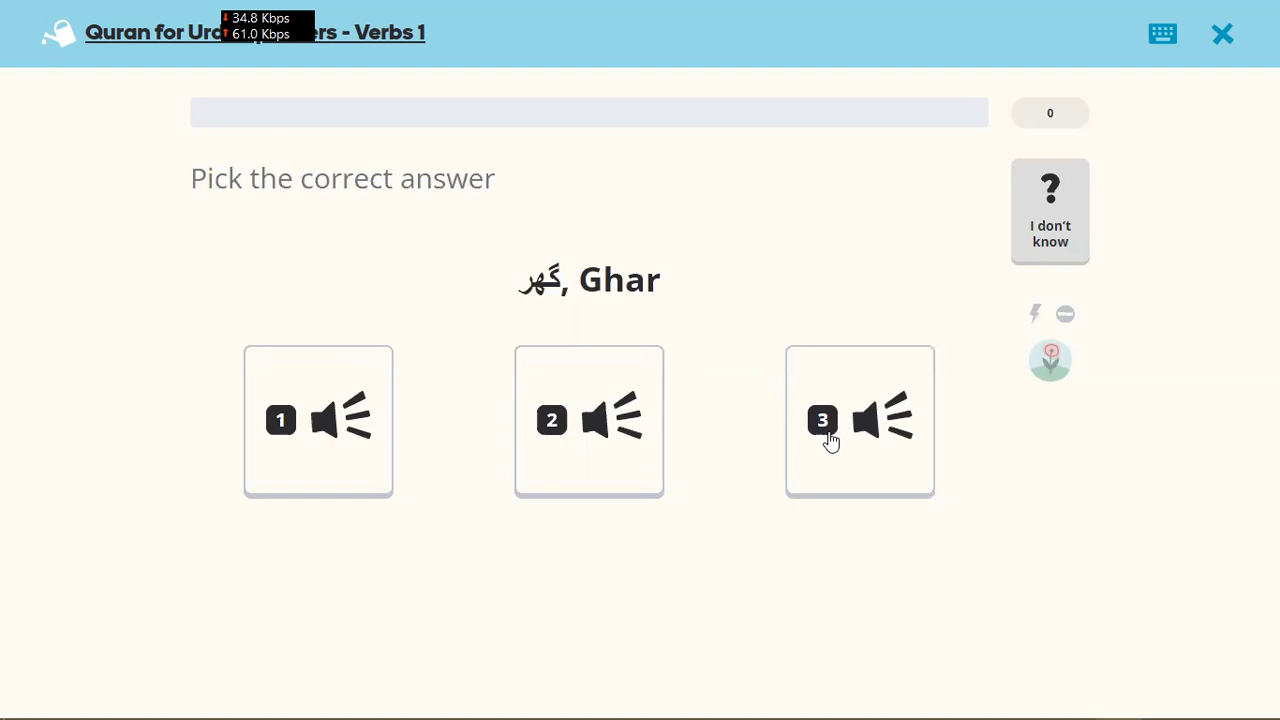 Quran for Urd ers - Verbs 1
34.8 Kbps
61.0 Kbps
0
Pick the correct answer
?
I don't
know
گھر, Ghar
1
2
3